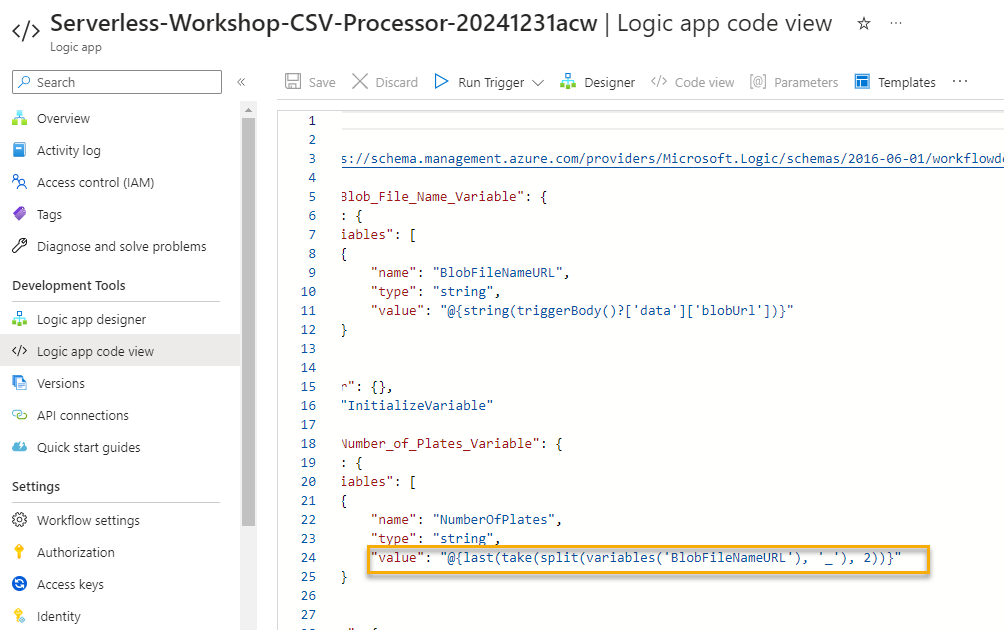 Serverless-Workshop-CSV-Processor-20241231acw | Logic app code view
Logic app
Search
Save
Discard
Run Trigger
Designer
Code view
Parameters
Templates
Overview
Activity log
Access control (IAM)
Tags
Diagnose and solve problems
Development Tools
Logic app designer
Logic app code view
Versions
API connections
Quick start guides
Settings
Workflow settings
Authorization
Access keys
Identity
1
2
3 s://schema.management.azure.com/providers/Microsoft.Logic/schemas/2016-06-01/workflowde
4
5 Blob_File_Name_Variable": {
6 : {
7 iables": [
8 {
9 "name": "BlobFileNameURL",
10 "type": "string",
11 "value": "@{string(triggerBody()?['data']['blobUrl'])}"
12 }
13
14
15 r": {},
16 "InitializeVariable"
17
18 Number_of_Plates_Variable": {
19 : {
20 iables": [
21 {
22 "name": "NumberOfPlates",
23 "type": "string",
24 "value": "@{last(take(split(variables('BlobFileNameURL'), '_'), 2))}"
25 }
26
27